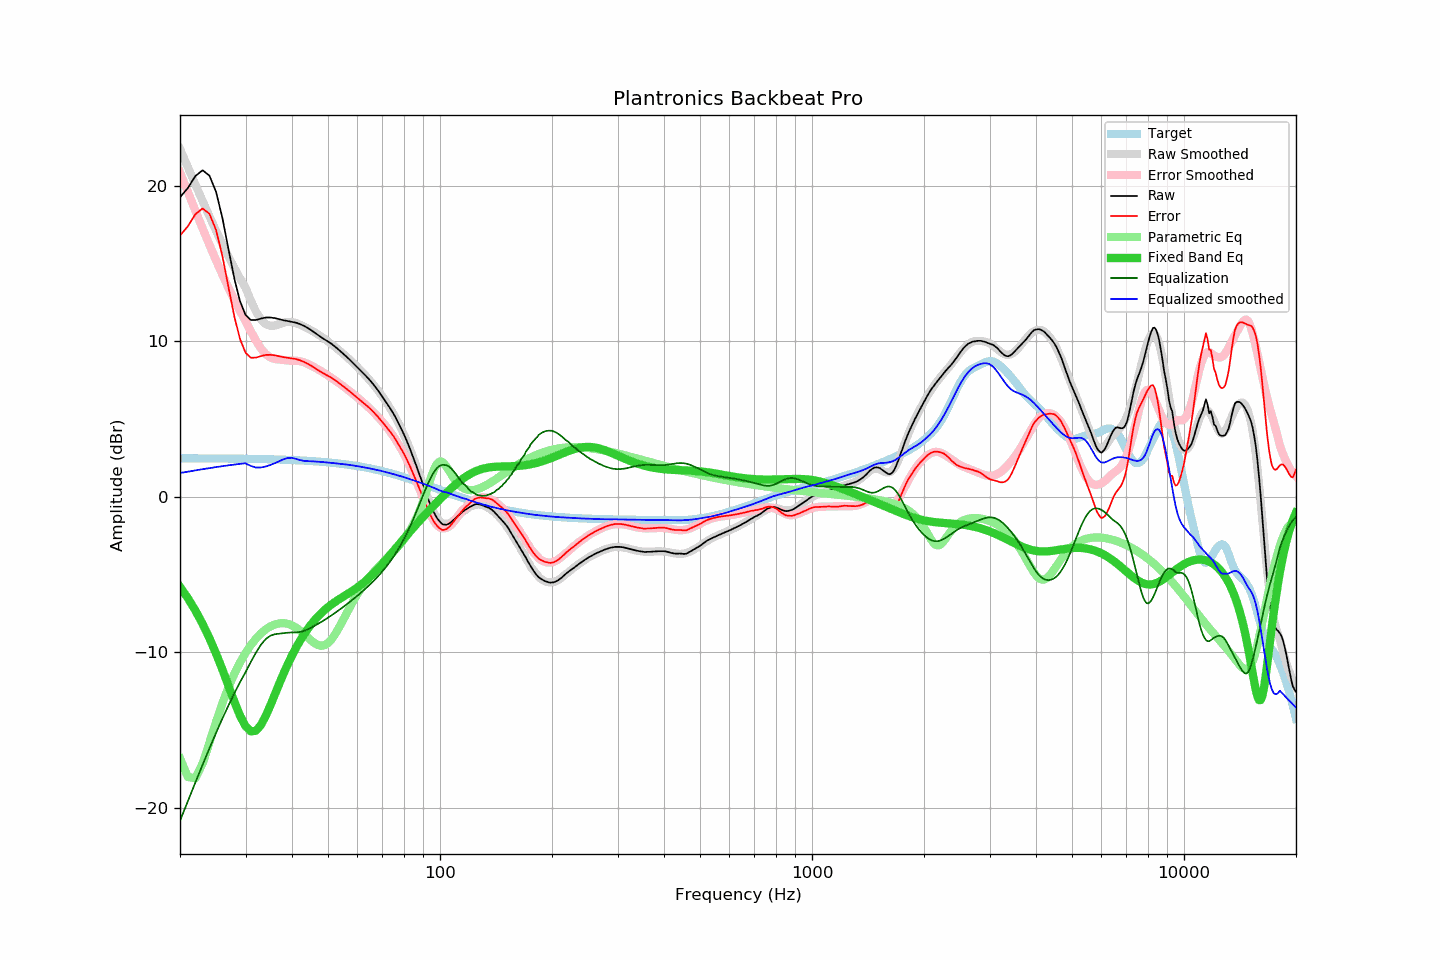 Plantronics Backbeat Pro
Target
Raw Smoothed
Error Smoothed
Raw
Error
Parametric Eq
Fixed Band Eq
Equalization
Equalized smoothed
20
10
0
−10
−20
Amplitude (dBr)
100
1000
10000
Frequency (Hz)